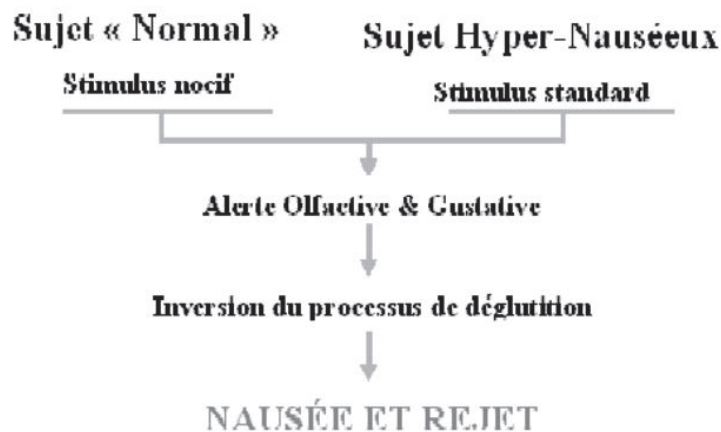 Sujet « Normal »
Sujet Hyper-Nauséeux
Stimulus nocif
Stimulus standard
Alerte Olfactive & Gustative
Inversion du processus de déglutition
NAUSÉE ET REJET